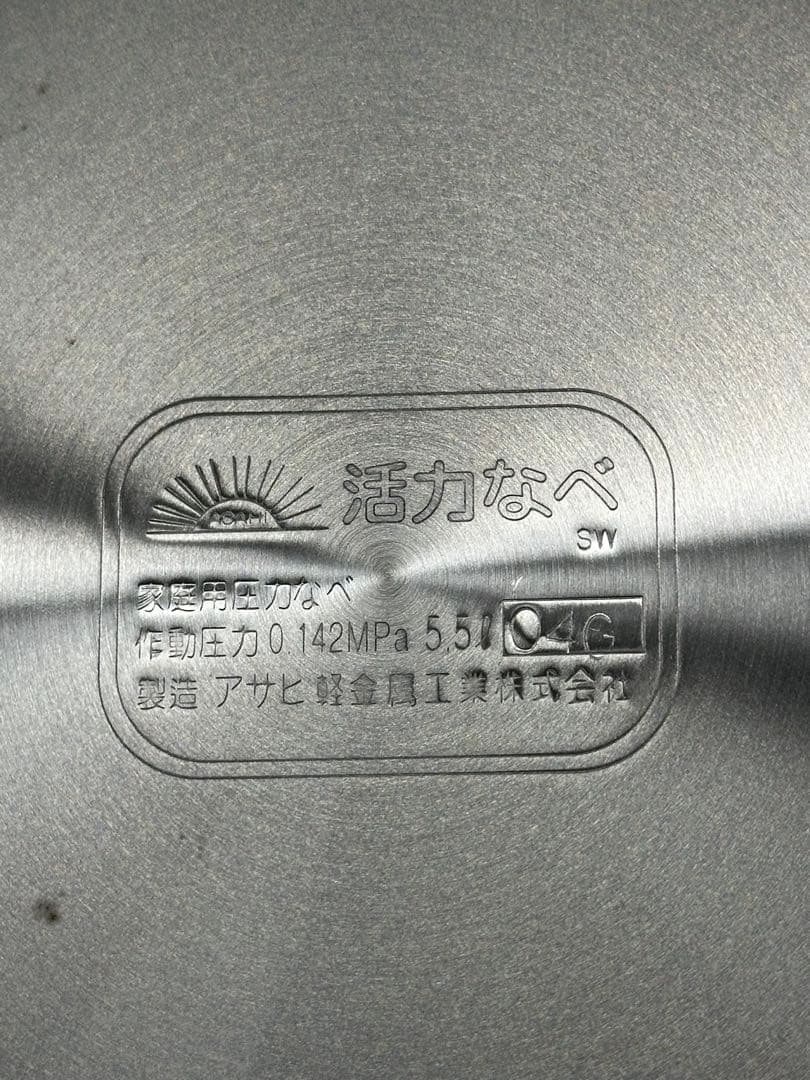 ASAHI
活力なべ
SW
家庭用圧力なべ
作動圧力0.142MPa 5.5ℓ 04G
製造 アサヒ軽金属工業株式会社